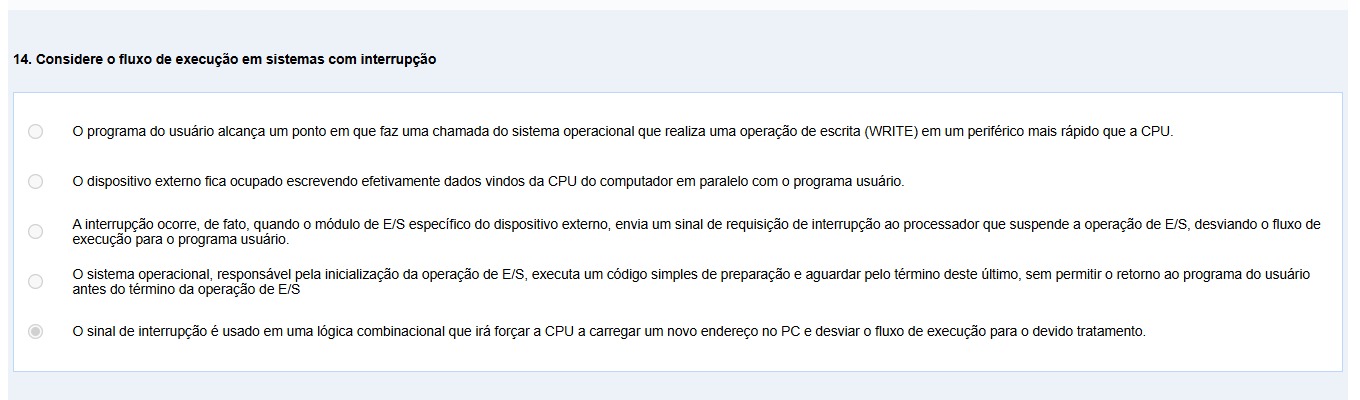 14. Considere o fluxo de execução em sistemas com interrupção
O programa do usuário alcança um ponto em que faz uma chamada do sistema operacional que realiza uma operação de escrita (WRITE) em um periférico mais rápido que a CPU.
O dispositivo externo fica ocupado escrevendo efetivamente dados vindos da CPU do computador em paralelo com o programa usuário.
A interrupção ocorre, de fato, quando o módulo de E/S específico do dispositivo externo, envia um sinal de requisição de interrupção ao processador que suspende a operação de E/S, desviando o fluxo de
execução para o programa usuário.
O sistema operacional, responsável pela inicialização da operação de E/S, executa um código simples de preparação e aguardar pelo término deste último, sem permitir o retorno ao programa do usuário
antes do término da operação de E/S
O sinal de interrupção é usado em uma lógica combinacional que irá forçar a CPU a carregar um novo endereço no PC e desviar o fluxo de execução para o devido tratamento.